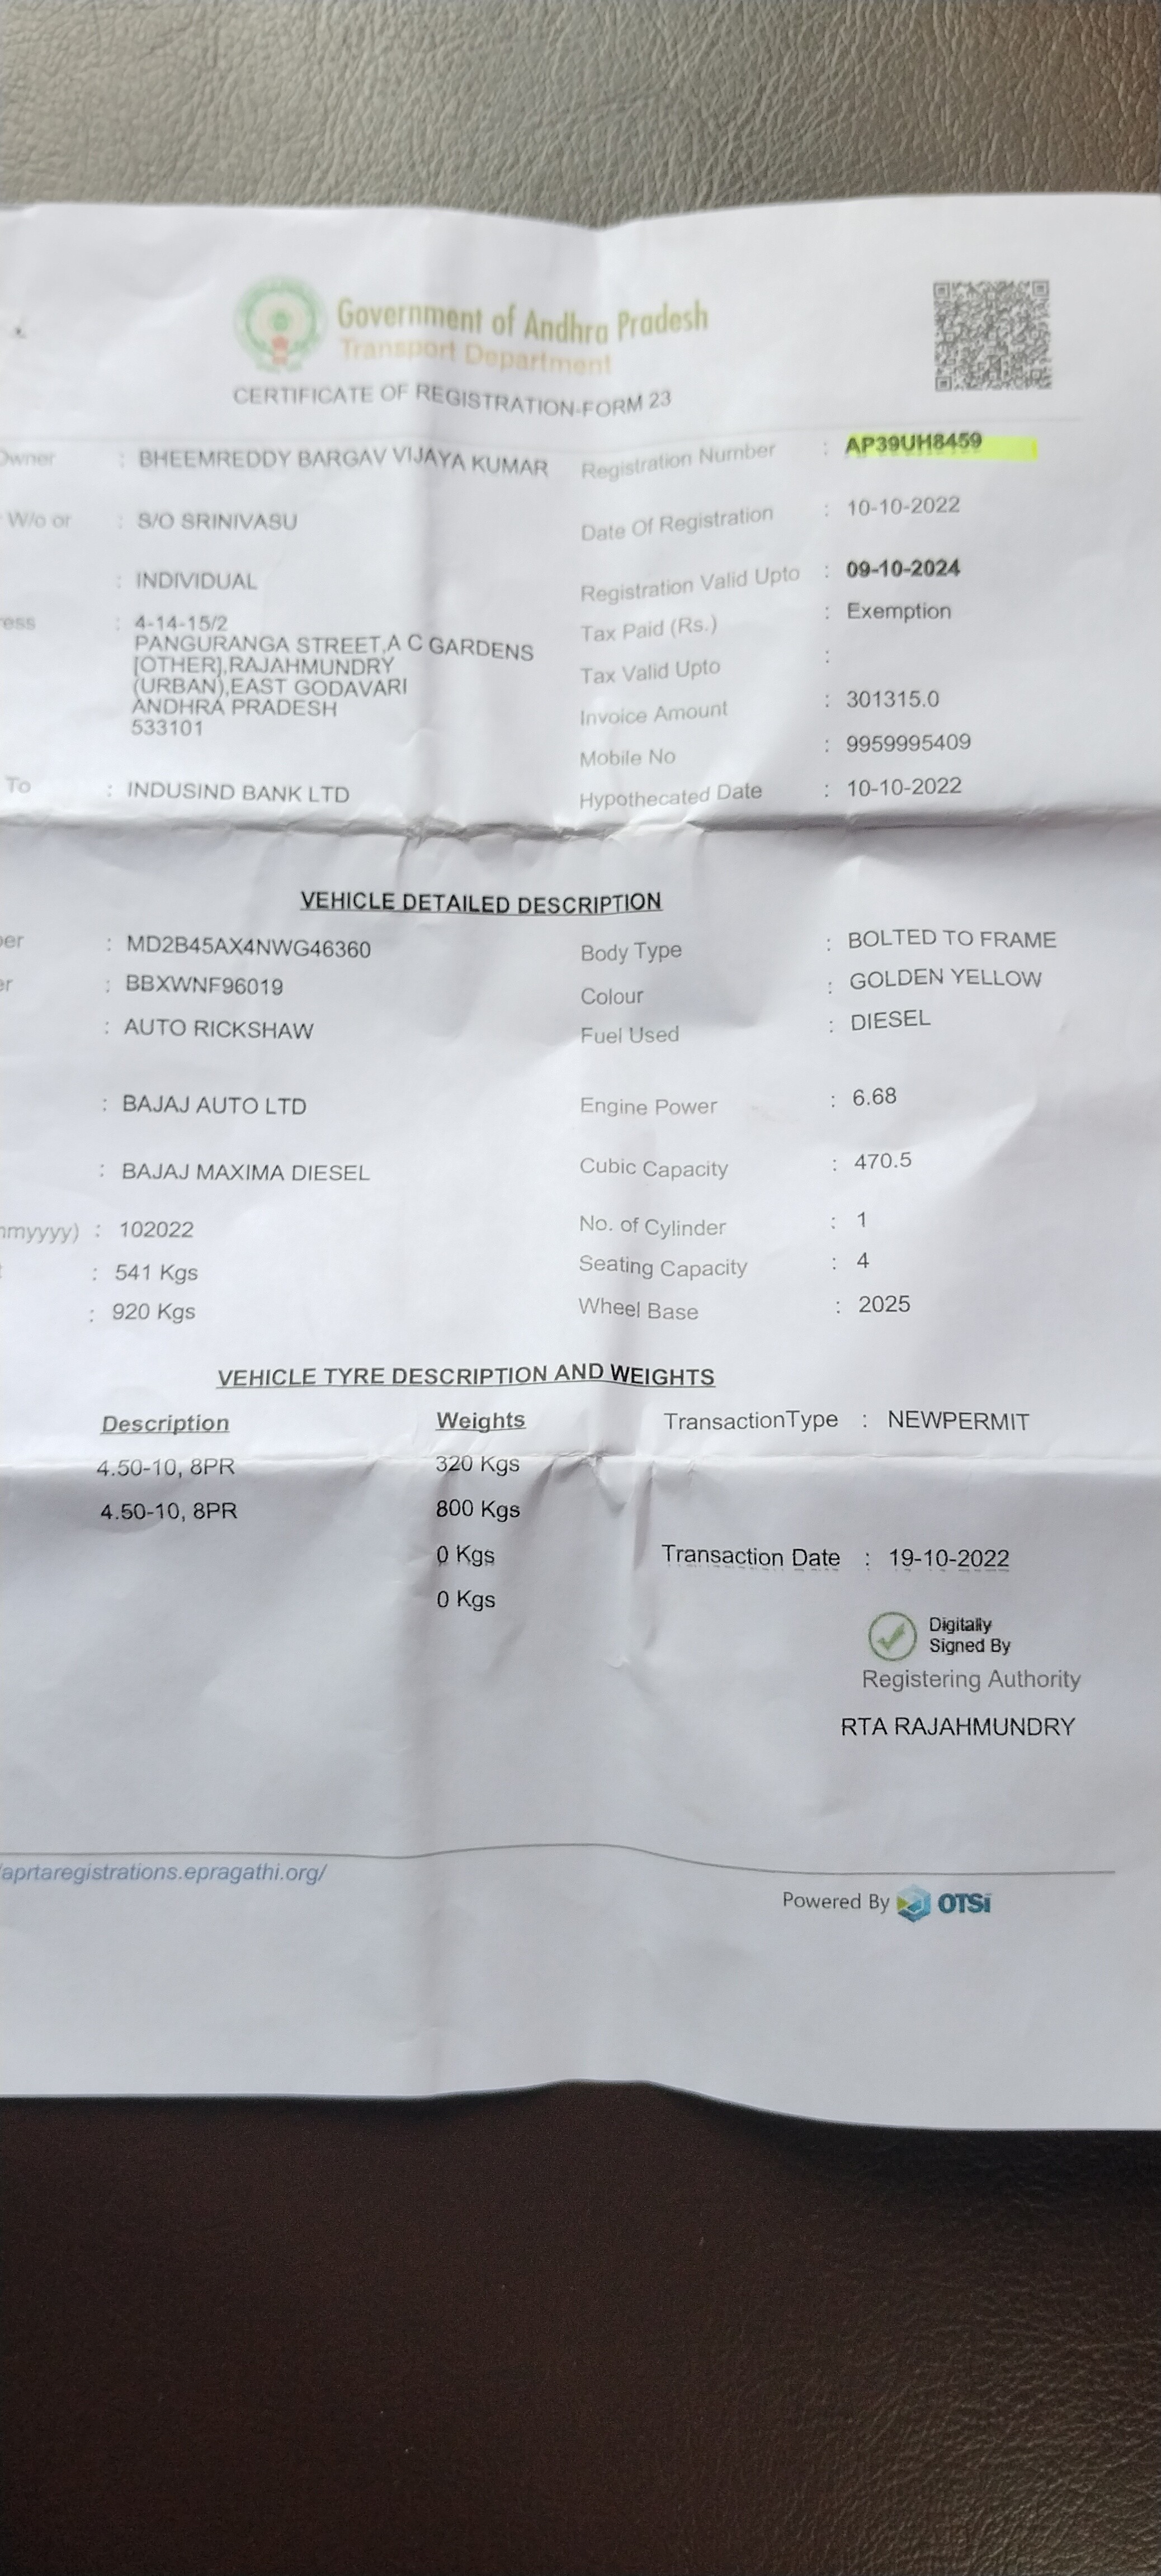 Government of Andhra Pradesh
Transport Department
CERTIFICATE OF REGISTRATION-FORM 23
Owner : BHEEMREDDY BARGAV VIJAYA KUMAR Registration Number : AP39UH8459
W/o or : S/O SRINIVASU Date Of Registration : 10-10-2022
: INDIVIDUAL Registration Valid Upto : 09-10-2024
ress : 4-14-15/2 Tax Paid (Rs.) : Exemption
PANGURANGA STREET,A C GARDENS
[OTHER],RAJAHMUNDRY Tax Valid Upto :
(URBAN),EAST GODAVARI
ANDHRA PRADESH Invoice Amount : 301315.0
533101
Mobile No : 9959995409
To : INDUSIND BANK LTD Hypothecated Date : 10-10-2022
VEHICLE DETAILED DESCRIPTION
ber : MD2B45AX4NWG46360 Body Type : BOLTED TO FRAME
er : BBXWNF96019 Colour : GOLDEN YELLOW
: AUTO RICKSHAW Fuel Used : DIESEL
: BAJAJ AUTO LTD Engine Power : 6.68
: BAJAJ MAXIMA DIESEL Cubic Capacity : 470.5
mmyyyy) : 102022 No. of Cylinder : 1
: 541 Kgs Seating Capacity : 4
: 920 Kgs Wheel Base : 2025
VEHICLE TYRE DESCRIPTION AND WEIGHTS
Description Weights TransactionType : NEWPERMIT
4.50-10, 8PR 320 Kgs
4.50-10, 8PR 800 Kgs
0 Kgs Transaction Date : 19-10-2022
0 Kgs
Digitally
Signed By
Registering Authority
RTA RAJAHMUNDRY
/aprtaregistrations.epragathi.org/
Powered By OTSi